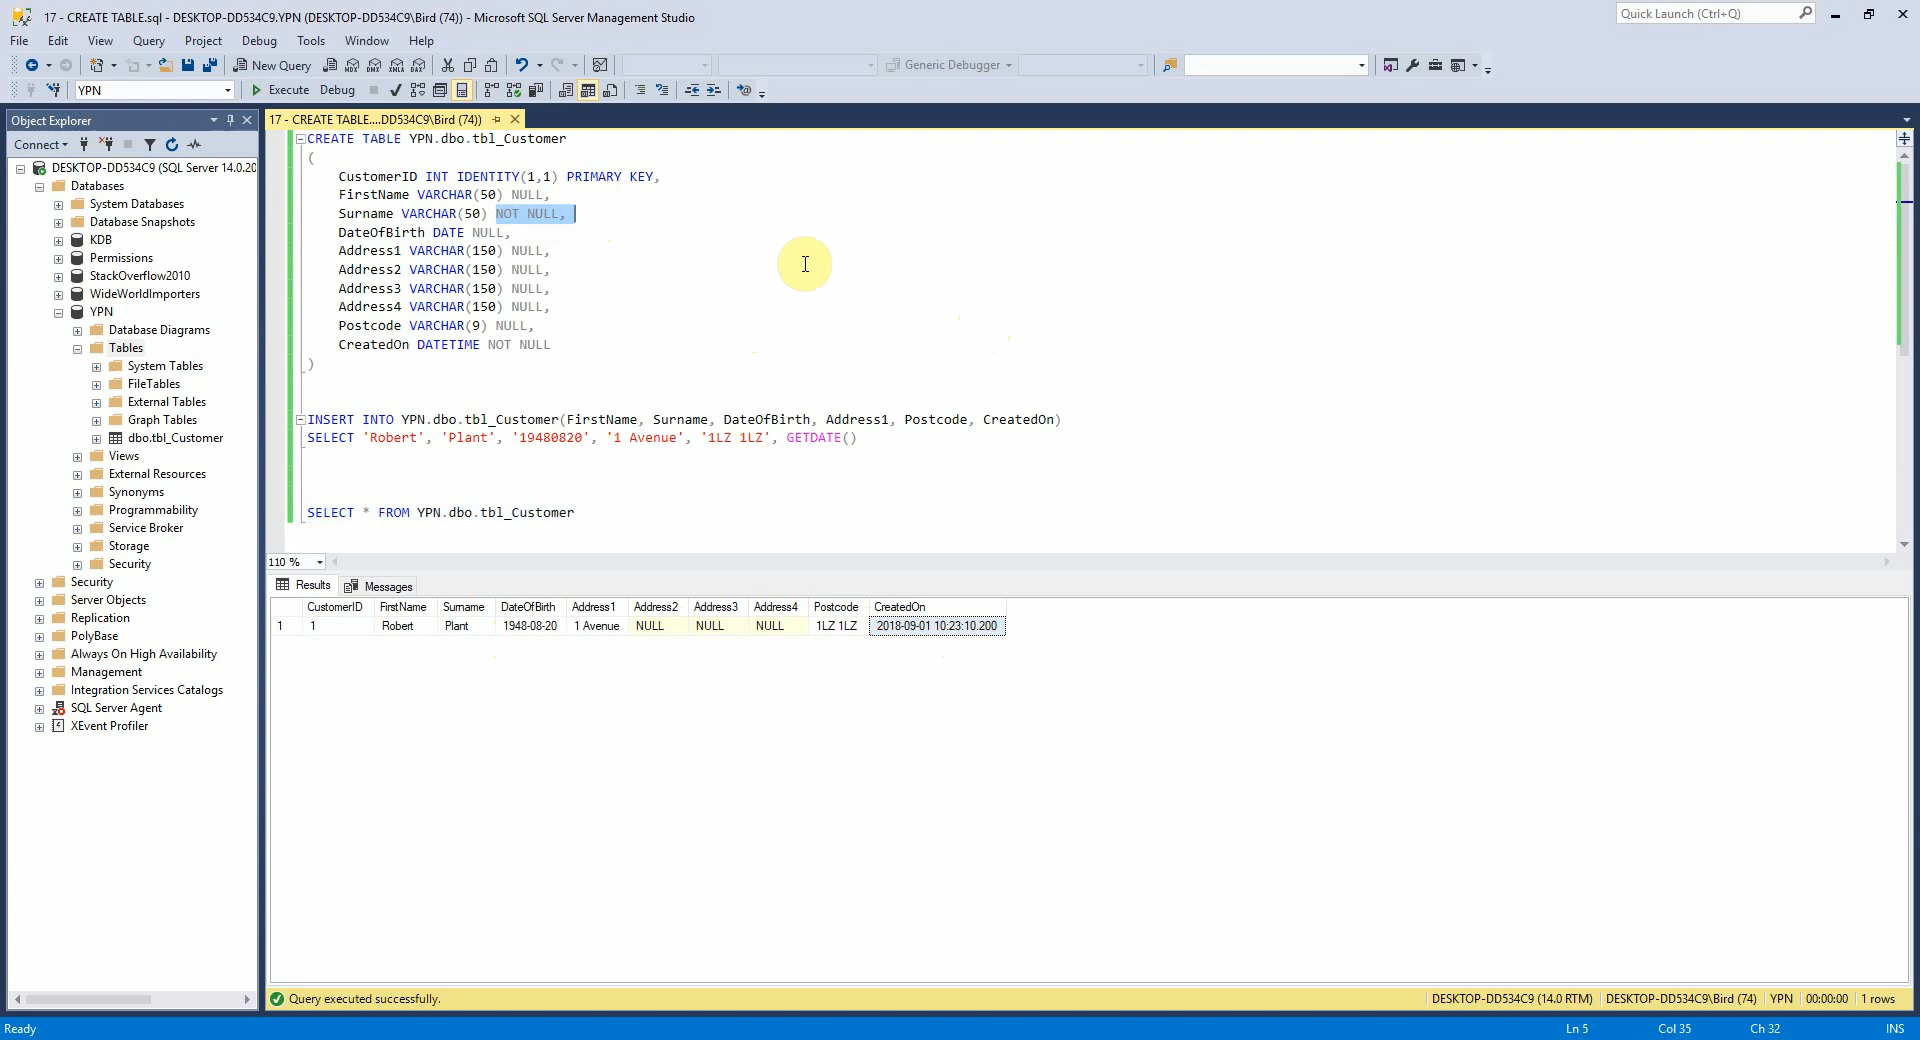 17 - CREATE TABLE.sql - DESKTOP-DD534C9.YPN (DESKTOP-DD534C9\Bird (74)) - Microsoft SQL Server Management Studio
Quick Launch (Ctrl+Q)
File Edit View Query Project Debug Tools Window Help
New Query
Generic Debugger
YPN
Execute Debug
Object Explorer
17 - CREATE TABLE....DD534C9\Bird (74))
Connect
DESKTOP-DD534C9 (SQL Server 14.0.20
Databases
System Databases
Database Snapshots
KDB
Permissions
StackOverflow2010
WideWorldImporters
YPN
Database Diagrams
Tables
System Tables
FileTables
External Tables
Graph Tables
dbo.tbl_Customer
Views
External Resources
Synonyms
Programmability
Service Broker
Storage
Security
Security
Server Objects
Replication
PolyBase
Always On High Availability
Management
Integration Services Catalogs
SQL Server Agent
XEvent Profiler
CREATE TABLE YPN.dbo.tbl_Customer
(
CustomerID INT IDENTITY(1,1) PRIMARY KEY,
FirstName VARCHAR(50) NULL,
Surname VARCHAR(50) NOT NULL,
DateOfBirth DATE NULL,
Address1 VARCHAR(150) NULL,
Address2 VARCHAR(150) NULL,
Address3 VARCHAR(150) NULL,
Address4 VARCHAR(150) NULL,
Postcode VARCHAR(9) NULL,
CreatedOn DATETIME NOT NULL
)
INSERT INTO YPN.dbo.tbl_Customer(FirstName, Surname, DateOfBirth, Address1, Postcode, CreatedOn)
SELECT 'Robert', 'Plant', '19480820', '1 Avenue', '1LZ 1LZ', GETDATE()
SELECT * FROM YPN.dbo.tbl_Customer
110 %
Results Messages
CustomerID FirstName Surname DateOfBirth Address1 Address2 Address3 Address4 Postcode CreatedOn
1 1 Robert Plant 1948-08-20 1 Avenue NULL NULL NULL 1LZ 1LZ 2018-09-01 10:23:10.200
Query executed successfully.
DESKTOP-DD534C9 (14.0 RTM) DESKTOP-DD534C9\Bird (74) YPN 00:00:00 1 rows
Ready
Ln 5 Col 35 Ch 32 INS